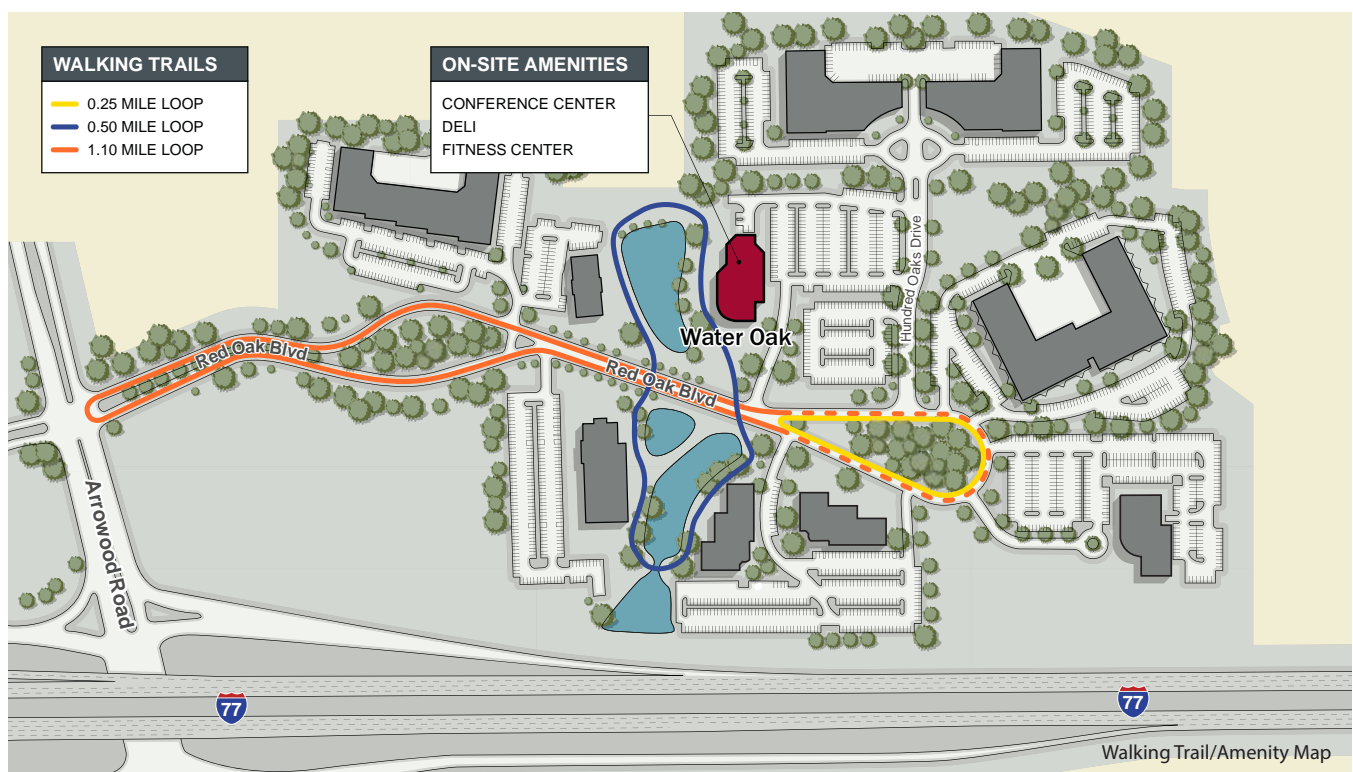 WALKING TRAILS
0.25 MILE LOOP
0.50 MILE LOOP
1.10 MILE LOOP
ON-SITE AMENITIES
CONFERENCE CENTER
DELI
FITNESS CENTER
Hundred Oaks Drive
Water Oak
Red Oak Blvd
Red Oak Blvd
Arrowood Road
77
77
Walking Trail/Amenity Map